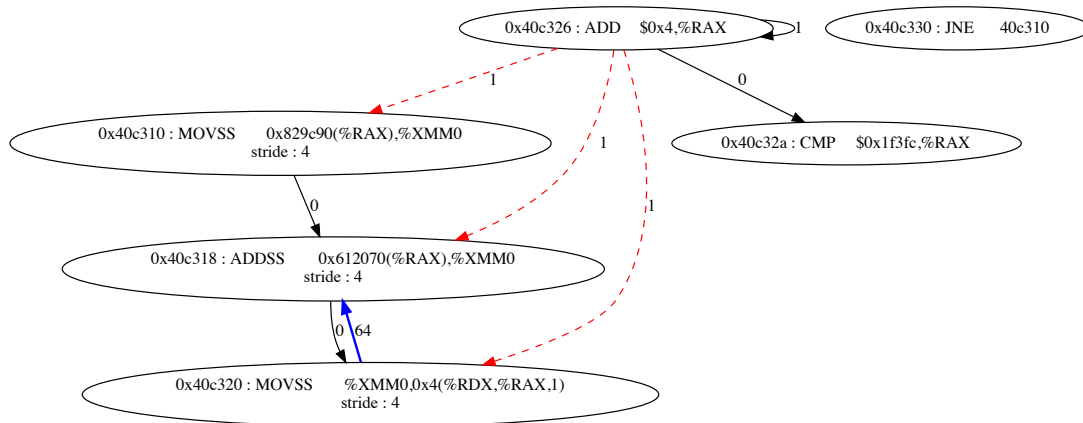 0x40c326 : ADD $0x4,%RAX
1
0x40c330 : JNE 40c310
1
0
0x40c310 : MOVSS 0x829c90(%RAX),%XMM0
stride : 4
0x40c32a : CMP $0x1f3fc,%RAX
1
1
0
0x40c318 : ADDSS 0x612070(%RAX),%XMM0
stride : 4
0
64
0x40c320 : MOVSS %XMM0,0x4(%RDX,%RAX,1)
stride : 4